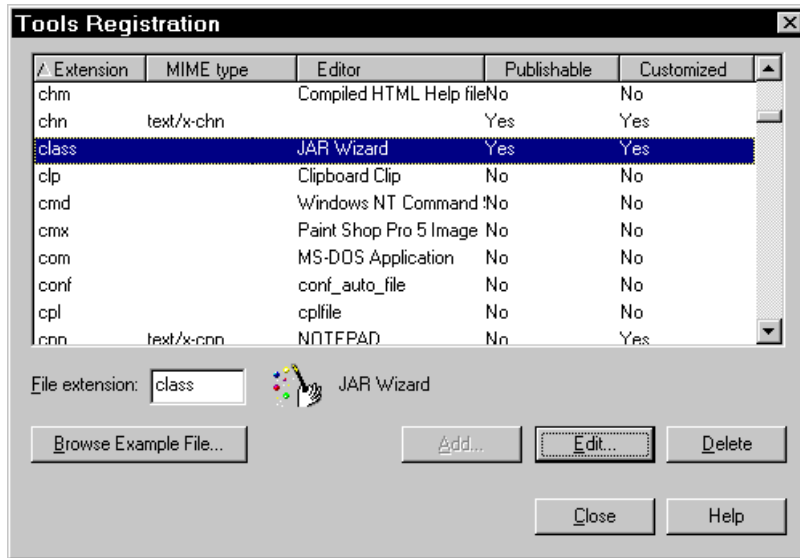 Tools Registration
Extension MIME type Editor Publishable Customized
chm Compiled HTML Help file No No
chn text/x-chn Yes Yes
class JAR Wizard Yes Yes
clp Clipboard Clip No No
cmd Windows NT Command No No
cmx Paint Shop Pro 5 Image No No
com MS-DOS Application No No
conf conf_auto_file No No
cpl cplfile No No
cpp text/x-cpp NOTEPAD No Yes
File extension: class JAR Wizard
Browse Example File... Add... Edit... Delete
Close Help